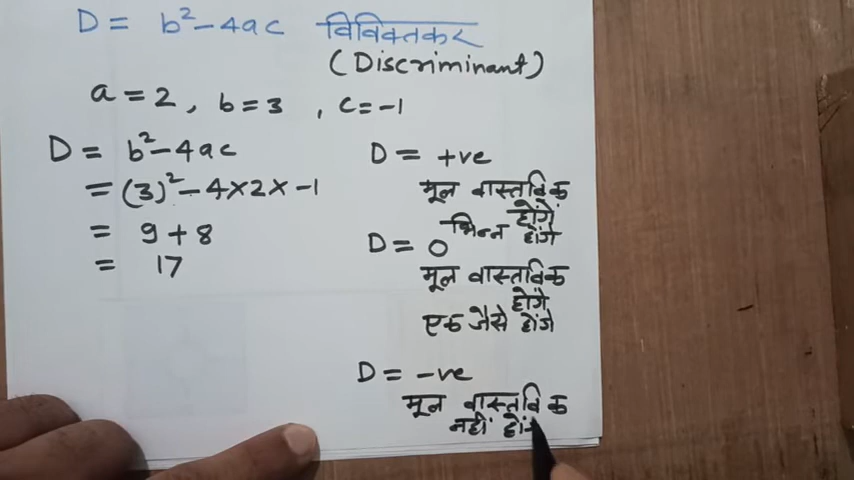 D = b² - 4ac विविक्तकर
(Discriminant)
a = 2 , b = 3 , c = -1
D = b² - 4ac
= (3)² - 4×2× -1
= 9 + 8
= 17
D = +ve
मूल वास्तविक
होंगें
भिन्न होंगे
D = 0
मूल वास्तविक
होंगे
एक जैसे होंगे
D = -ve
मूल वास्तविक
नहीं